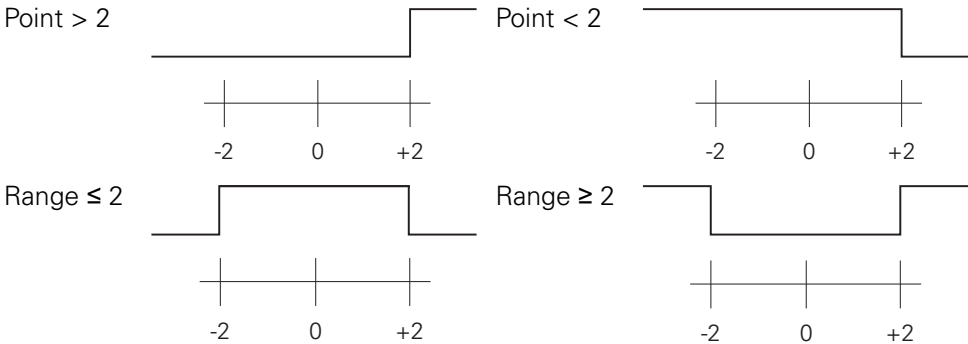 Point > 2
Point < 2
-2 0 +2
-2 0 +2
Range ≤ 2
Range ≥ 2
-2 0 +2
-2 0 +2